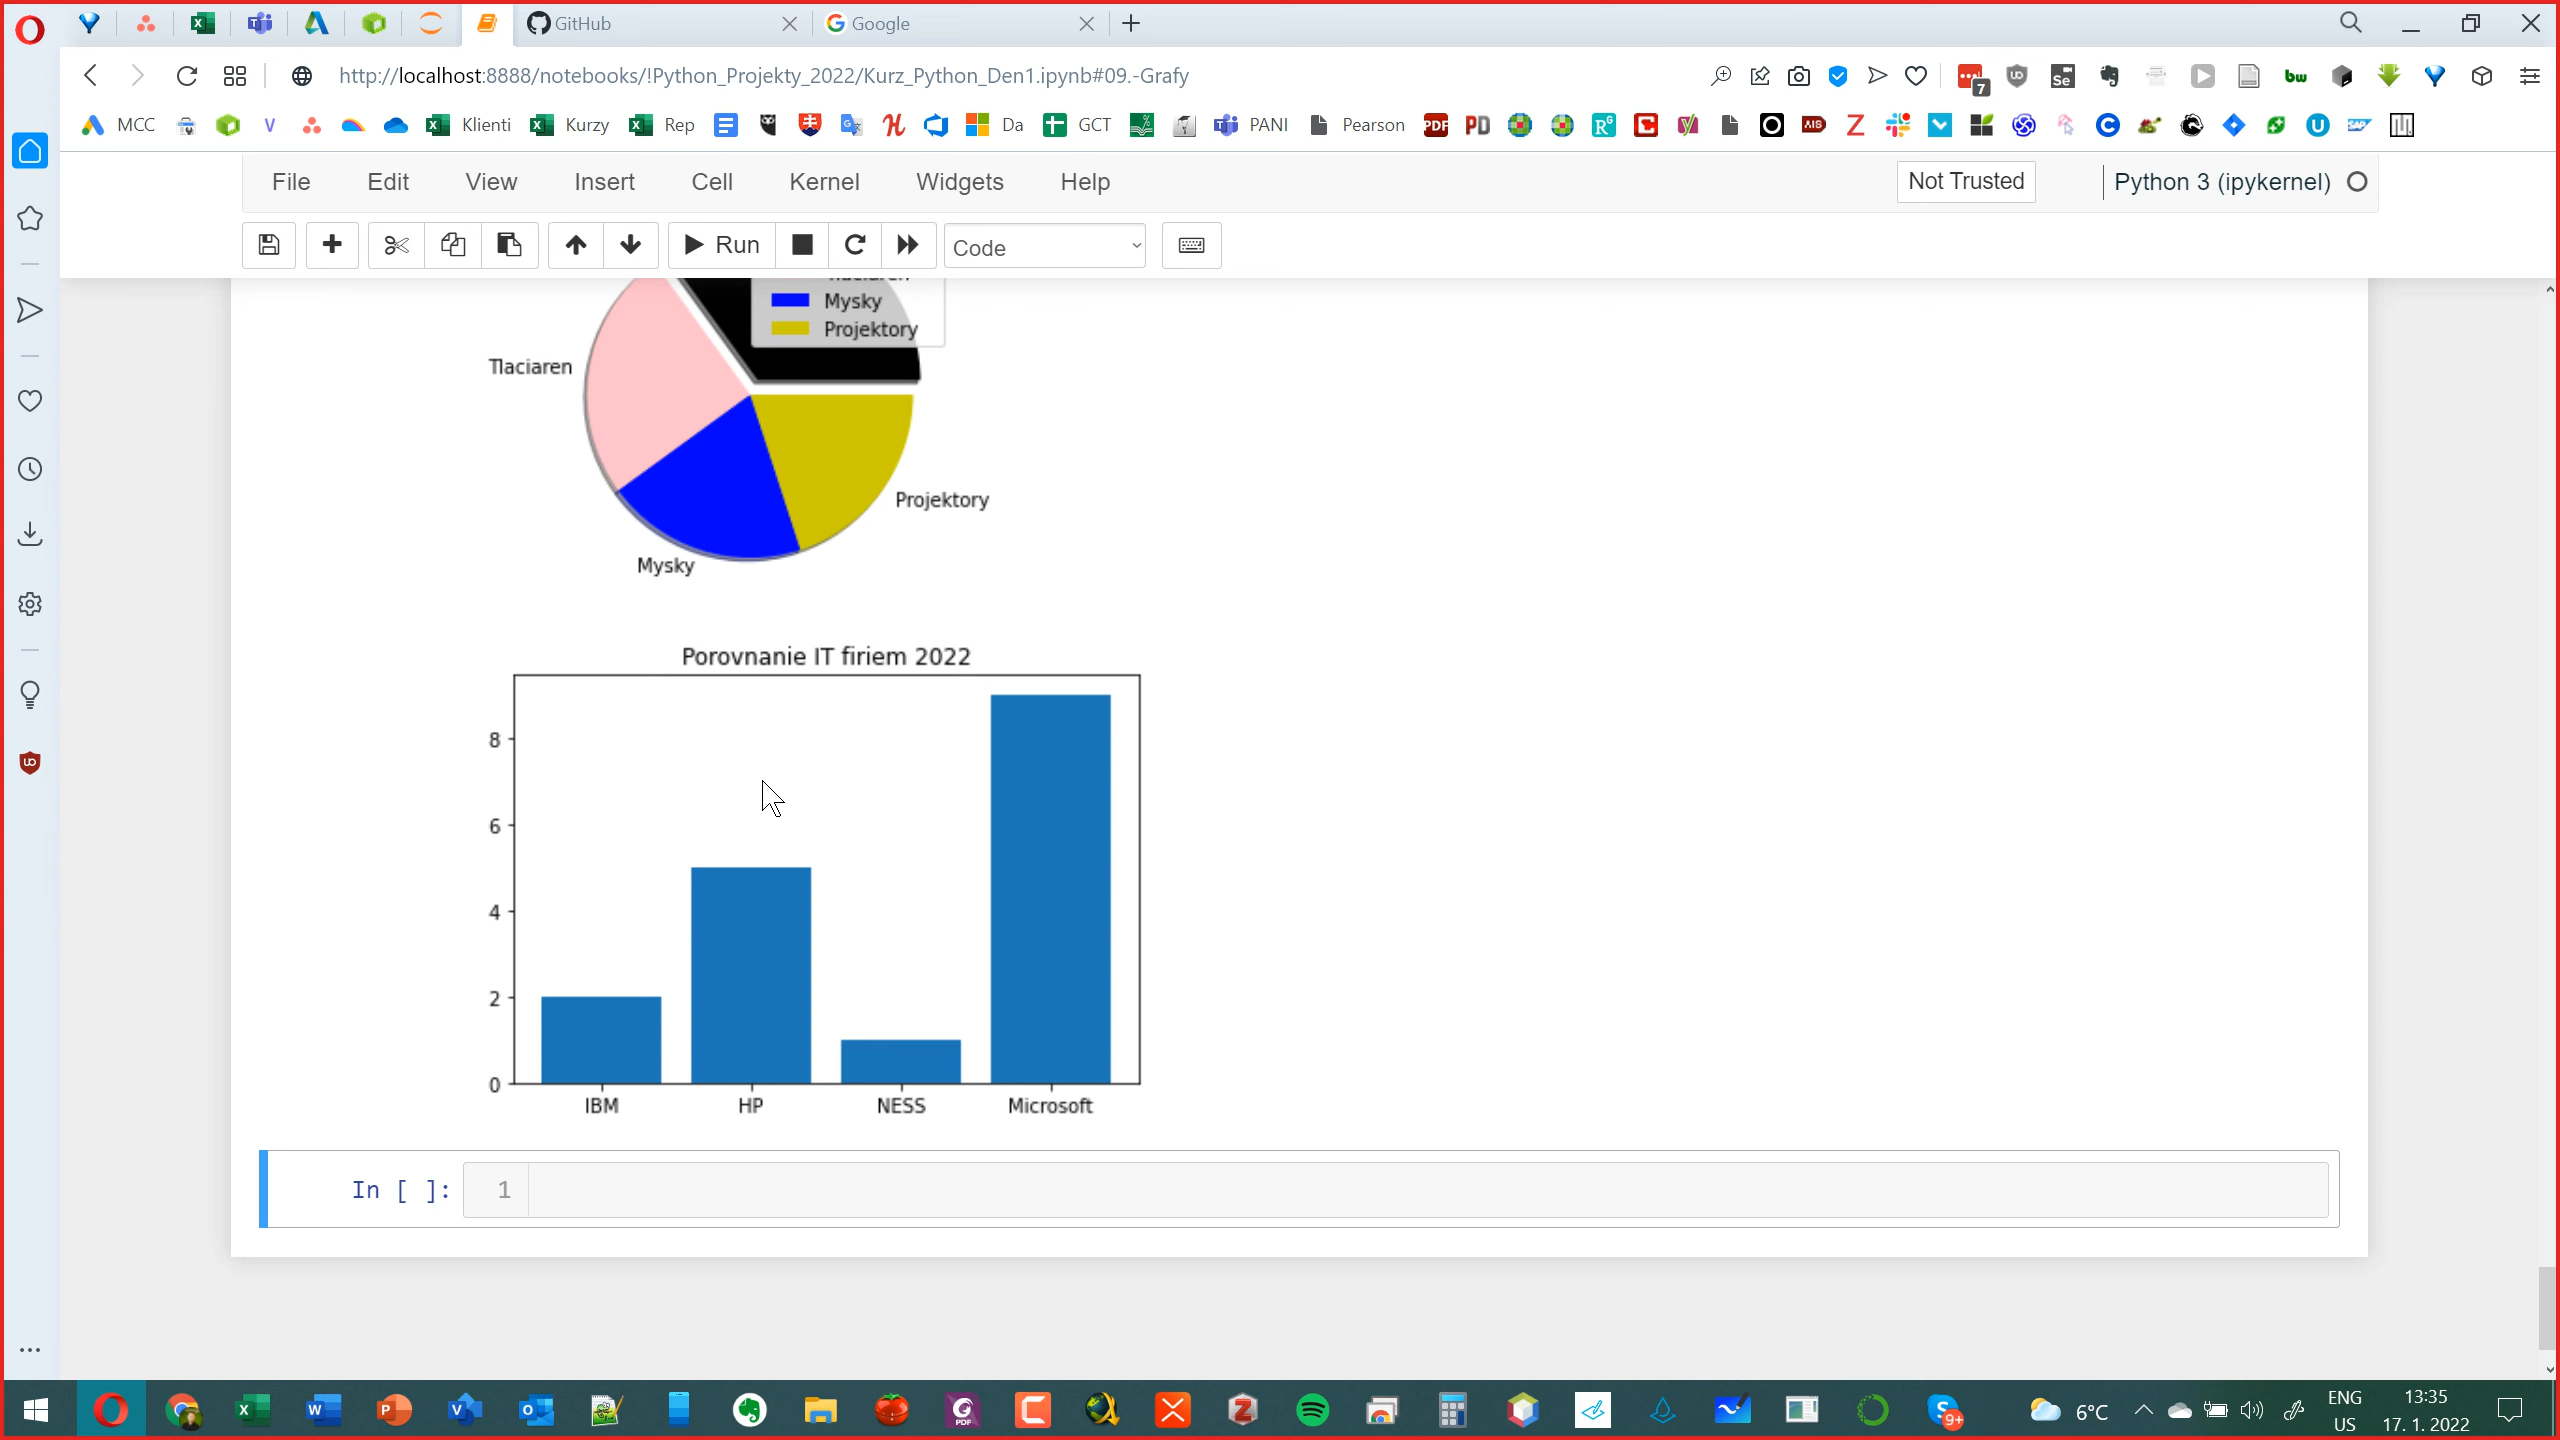 GitHub
Google
http://localhost:8888/notebooks/!Python_Projekty_2022/Kurz_Python_Den1.ipynb#09.-Grafy
7
MCC
Klienti
Kurzy
Rep
Da
GCT
PANI
Pearson
File Edit View Insert Cell Kernel Widgets Help
Not Trusted
Python 3 (ipykernel)
Run
Code
Mysky
Projektory
Tlaciaren
Projektory
Mysky
Porovnanie IT firiem 2022
8
6
4
2
0
IBM HP NESS Microsoft
In [ ]:
1
9+
6°C
ENG
US
13:35
17. 1. 2022